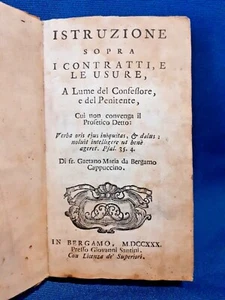 ISTRUZIONE
SOPRA
I CONTRATTI, E
LE USURE,
A Lume del Confessore,
e del Penitente,
Cui non convenga il
Profetico Detto:
Verba oris ejus iniquitas, & dolus;
noluit intelligere ut benè
ageret. Psal. 35. 4.
Di fr. Gaetano Maria da Bergamo
Cappuccino.
IN BERGAMO, MDCCXXX.
Presso Giovanni Santini,
Con Licenza de' Superiori.